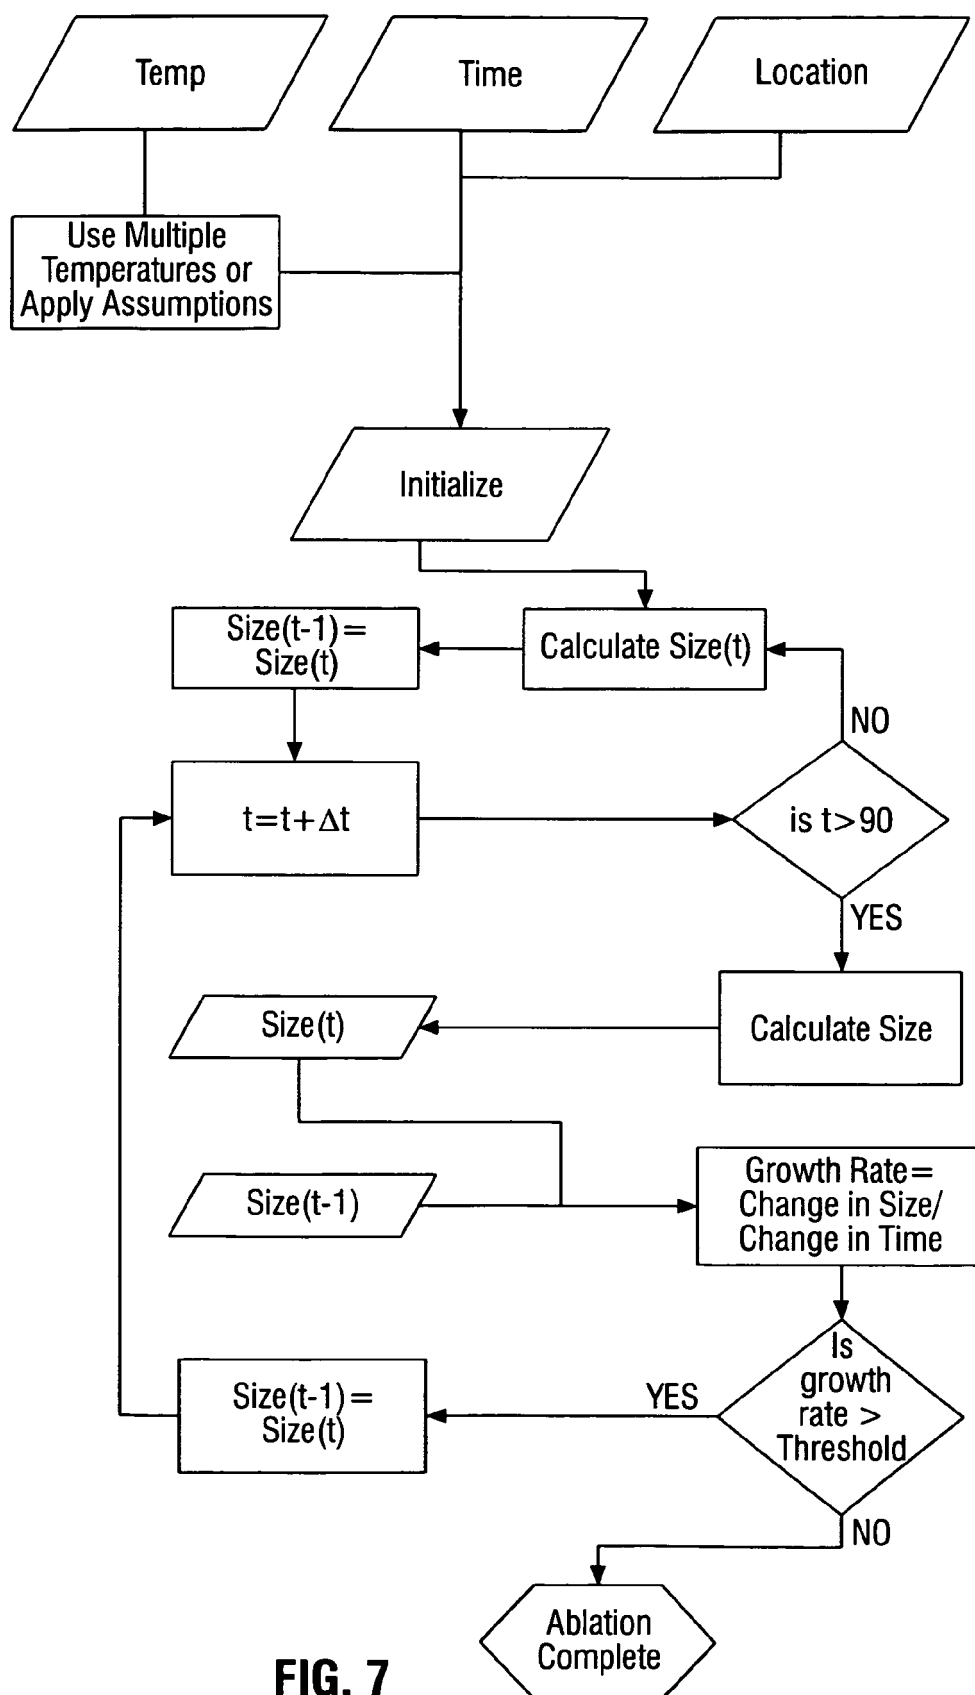 Temp
Time
Location
Use Multiple
Temperatures or
Apply Assumptions
Initialize
Size(t-1)=
Size(t)
Calculate Size(t)
NO
t=t+Δt
is t>90
YES
Size(t)
Calculate Size
Size(t-1)
Growth Rate=
Change in Size/
Change in Time
Is
growth
rate >
Threshold
YES
Size(t-1)=
Size(t)
NO
Ablation
Complete
FIG. 7